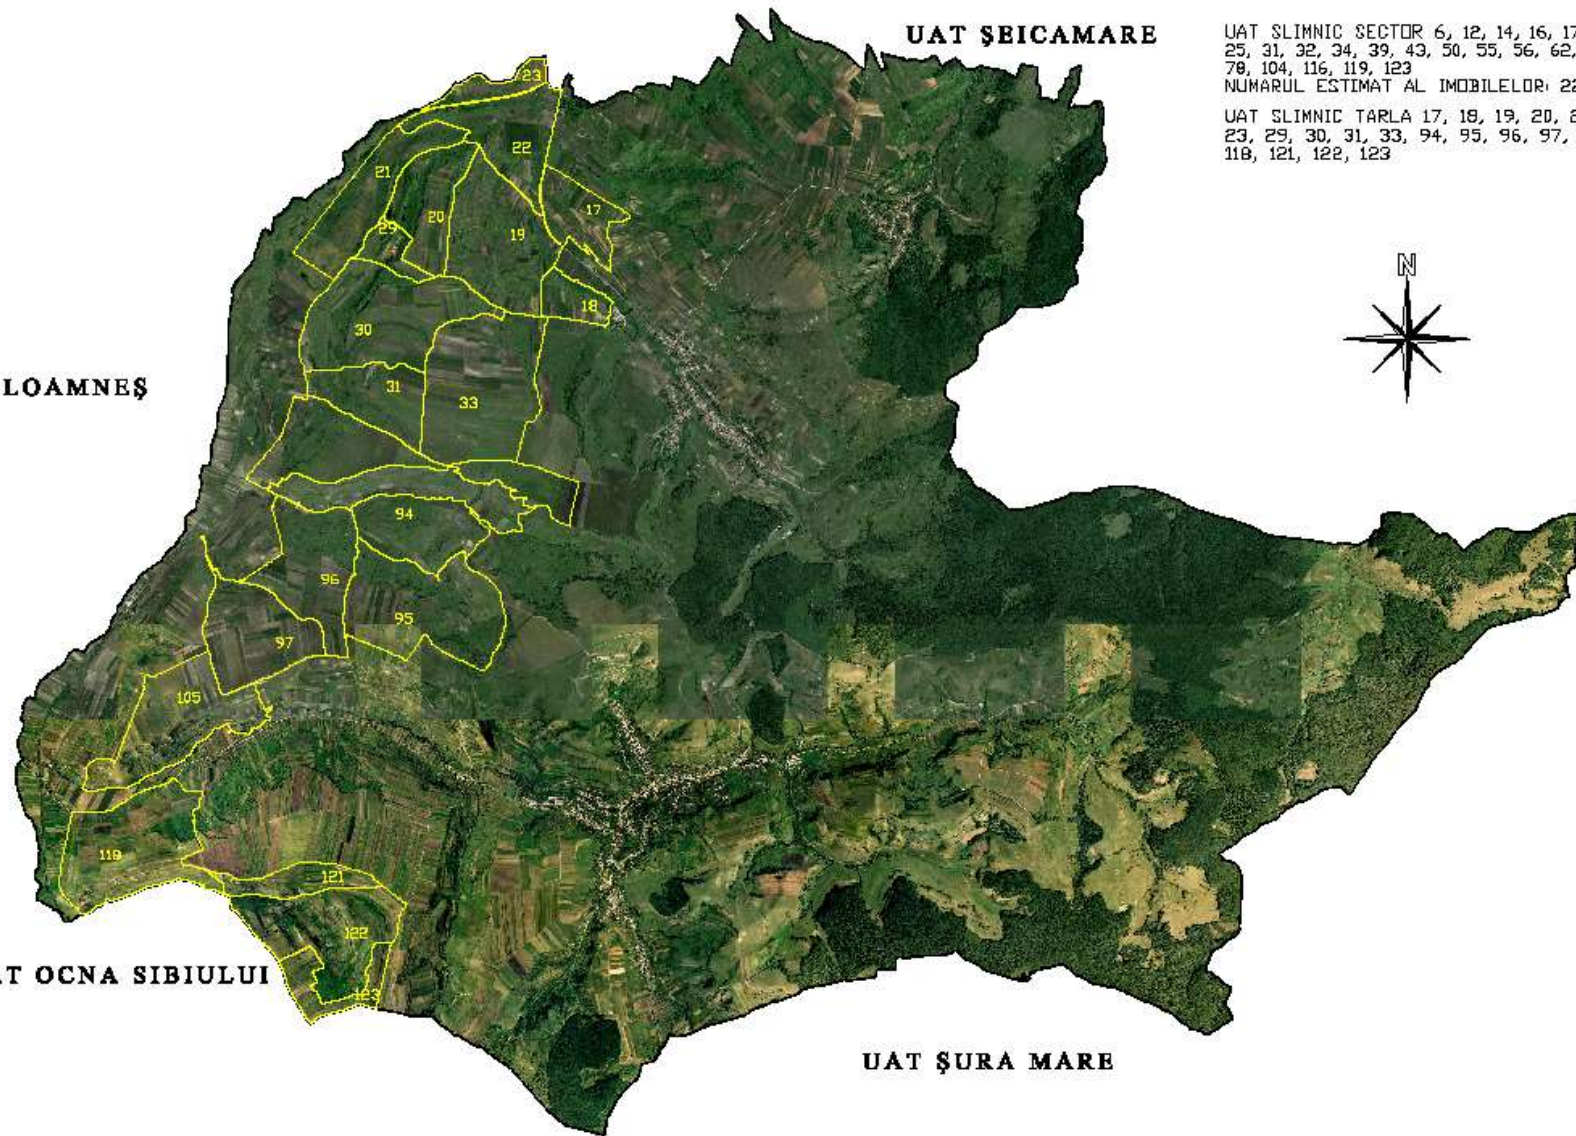 UAT ŞEICAMARE
UAT SLIMNIC SECTOR 6, 12, 14, 16, 17
25, 31, 32, 34, 39, 43, 50, 55, 56, 62,
78, 104, 116, 119, 123
NUMARUL ESTIMAT AL IMOBILELOR: 22
UAT SLIMNIC TARLA 17, 18, 19, 20,
23, 29, 30, 31, 33, 94, 95, 96, 97,
118, 121, 122, 123
23
22
21
17
20
29
19
N
18
30
LOAMNEŞ
31
33
94
96
95
97
105
118
121
122
OCNA SIBIULUI
123
UAT ŞURA MARE